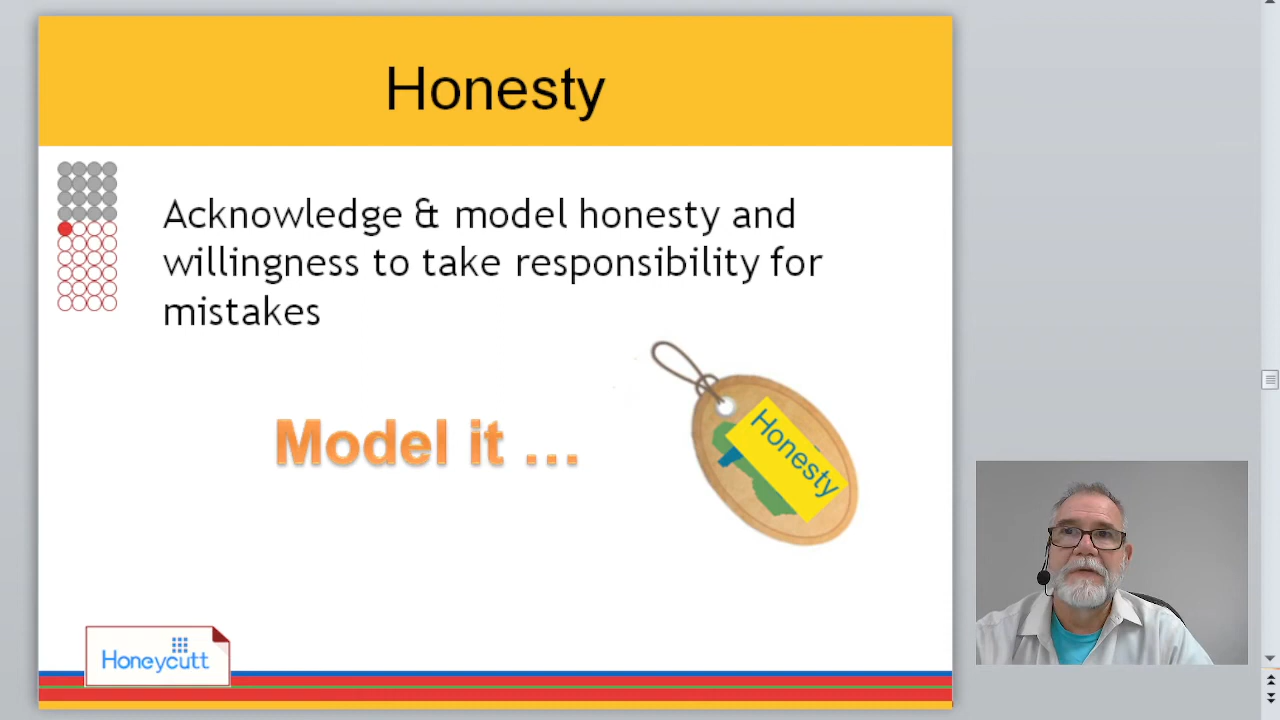 Honesty
Acknowledge & model honesty and
willingness to take responsibility for
mistakes
Model it ...
Honesty
Honeycutt